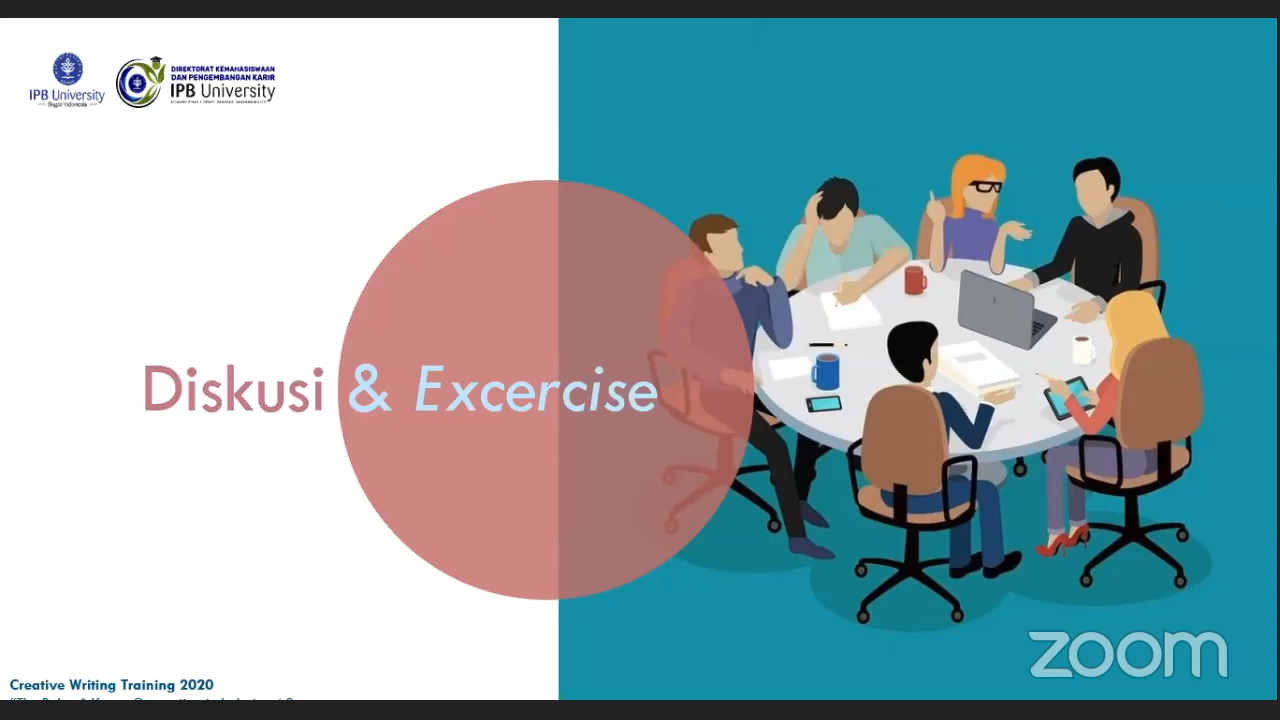 IPB University
Bogor Indonesia
DIREKTORAT KEMAHASISWAAN
DAN PENGEMBANGAN KARIR
IPB University
Diskusi & Excercise
zoom
Creative Writing Training 2020